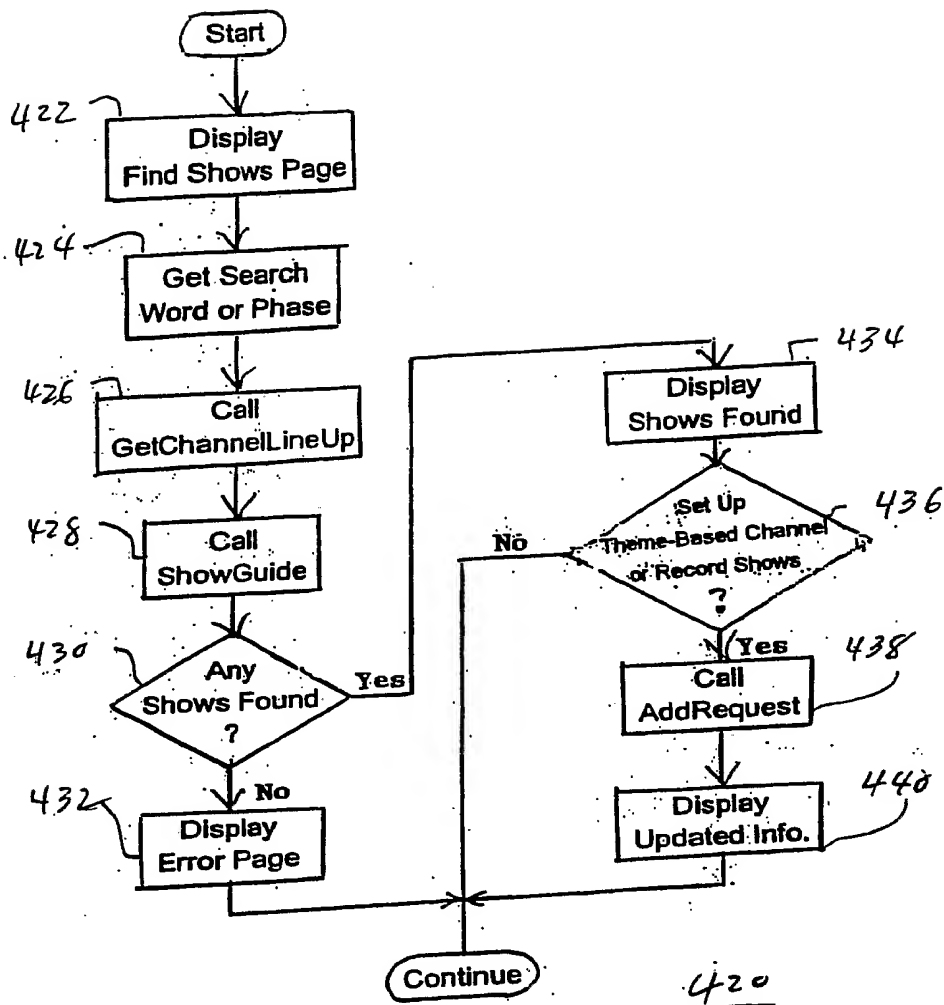 Start
422
Display
Find Shows Page
424
Get Search
Word or Phase
426
Call
GetChannelLineUp
428
Call
ShowGuide
430
Any
Shows Found
?
Yes
No
432
Display
Error Page
434
Display
Shows Found
436
Set Up
Theme-Based Channel
or Record Shows
?
No
Yes
438
Call
AddRequest
440
Display
Updated Info.
Continue
420